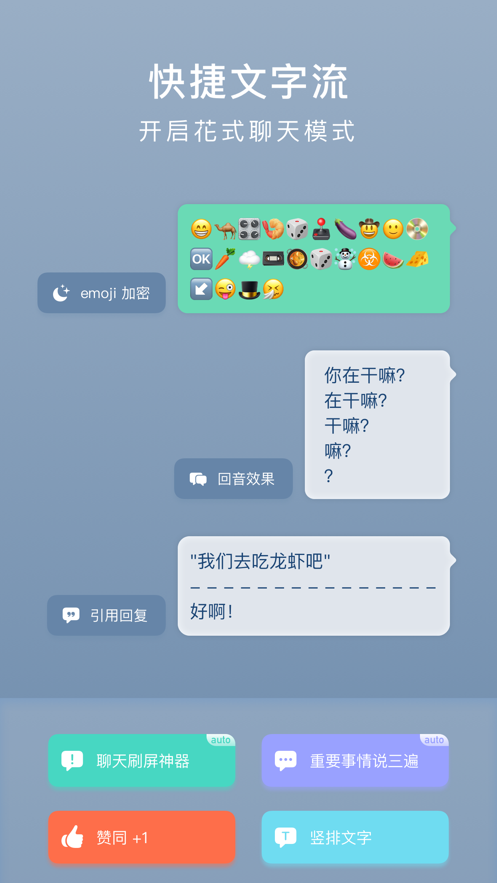 快捷文字流
开启花式聊天模式
😁🐪🎛🪘🎲🕹🍆🤠🙂💿
🆗🥕🌩📼🥘🎲☃️☣️🍉🧀
↙️😜🎩🤧
emoji 加密
你在干嘛?
在干嘛?
干嘛?
嘛?
?
回音效果
"我们去吃龙虾吧"
– – – – – – – – – – – – – – –
好啊!
引用回复
auto
聊天刷屏神器
auto
重要事情说三遍
赞同 +1
竖排文字